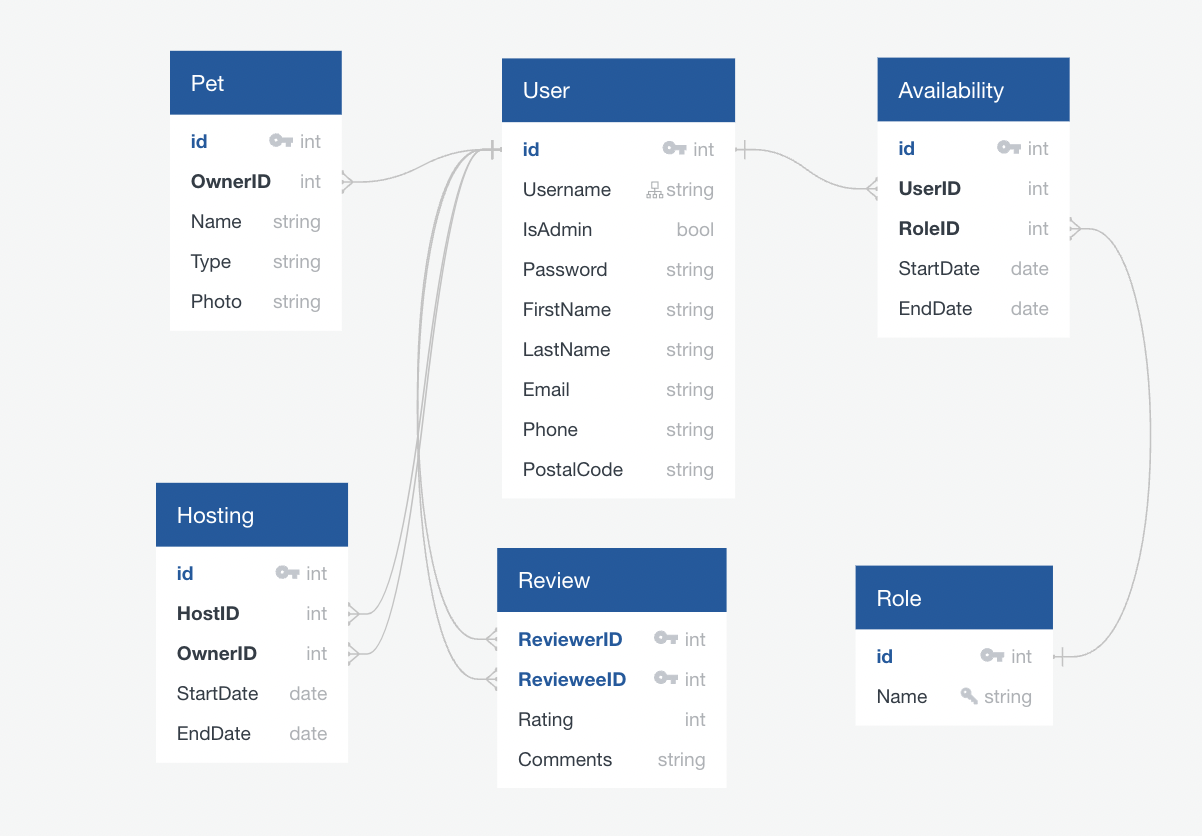 Pet
id int
OwnerID int
Name string
Type string
Photo string
User
id int
Username string
IsAdmin bool
Password string
FirstName string
LastName string
Email string
Phone string
PostalCode string
Availability
id int
UserID int
RoleID int
StartDate date
EndDate date
Hosting
id int
HostID int
OwnerID int
StartDate date
EndDate date
Review
ReviewerID int
RevieweeID int
Rating int
Comments string
Role
id int
Name string